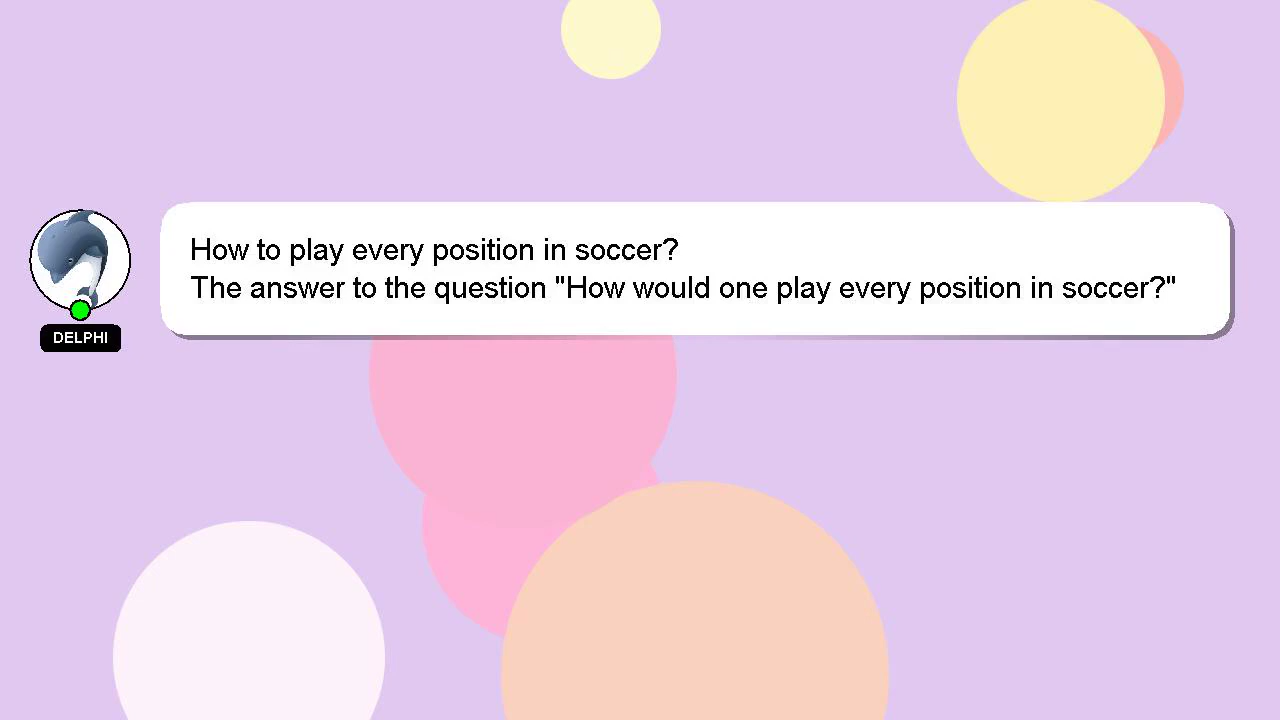 How to play every position in soccer?
The answer to the question "How would one play every position in soccer?"
DELPHI